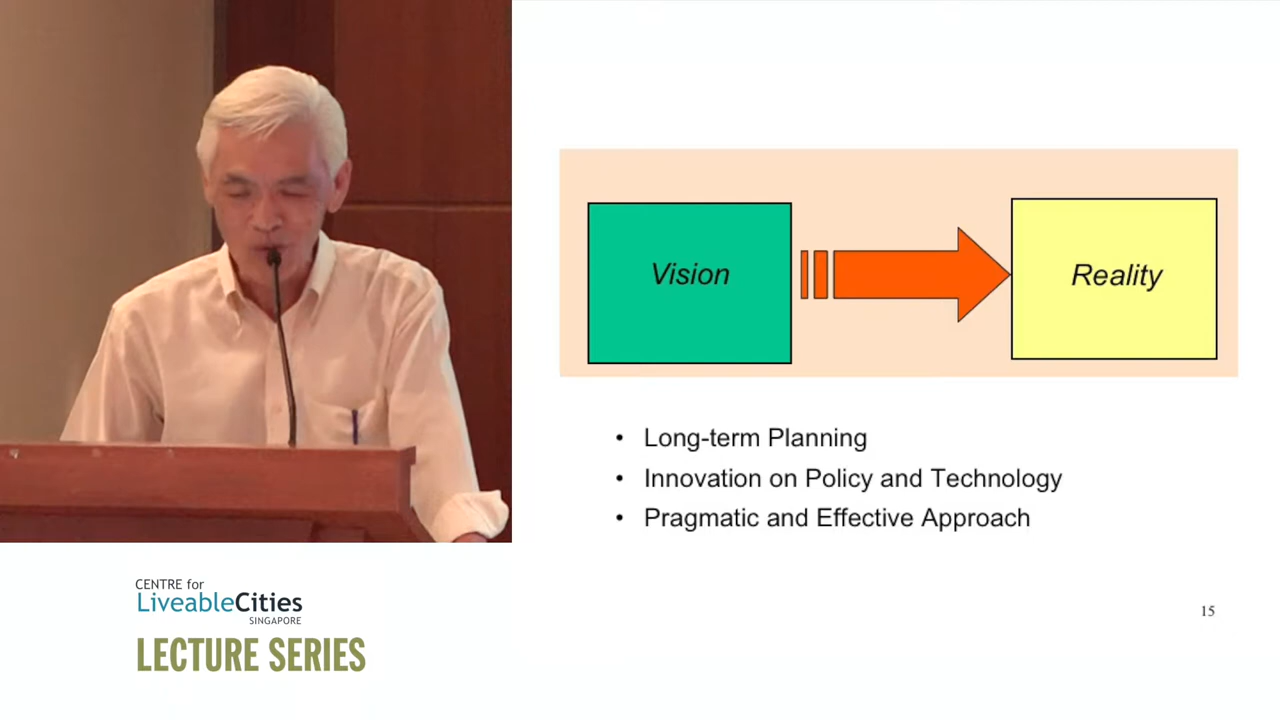 Vision
Reality
• Long-term Planning
• Innovation on Policy and Technology
• Pragmatic and Effective Approach
CENTRE for
LiveableCities
SINGAPORE
LECTURE SERIES
15